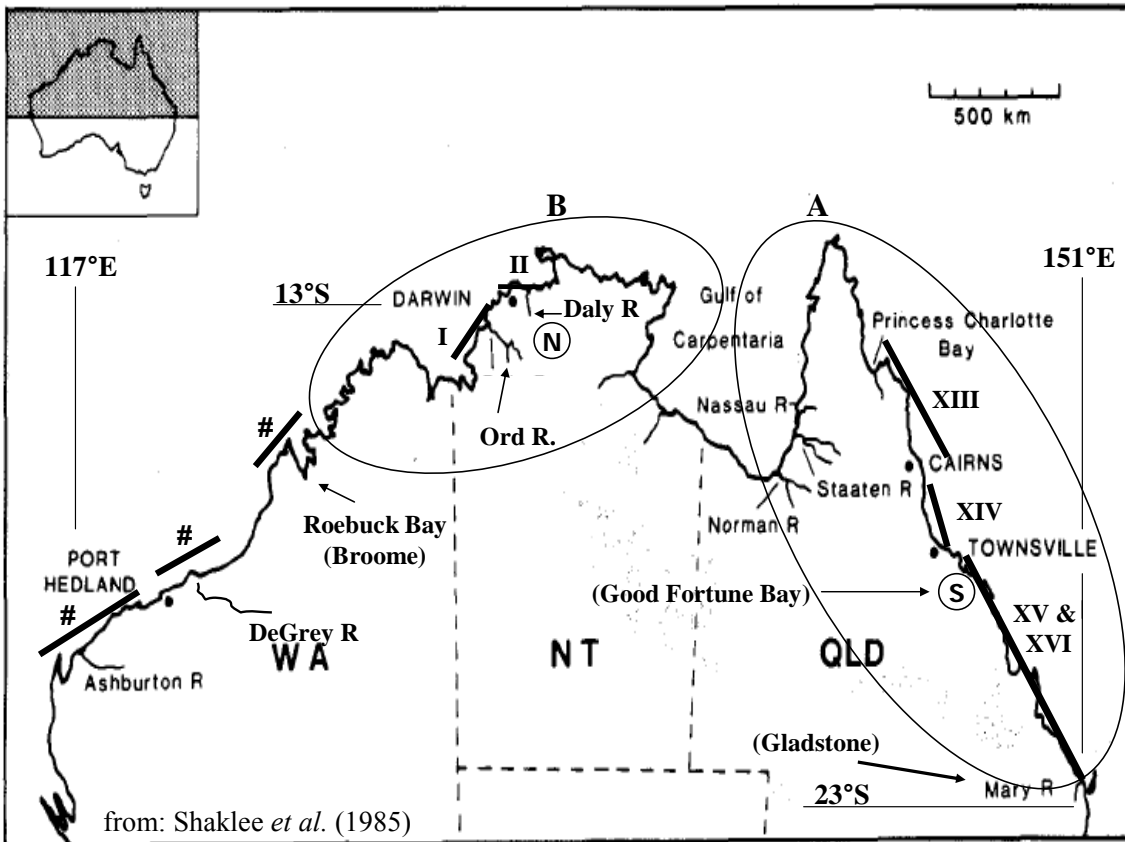 500 km
B
A
117°E
151°E
II
13°S
DARWIN
Gulf of
Carpentaria
Daly R
Princess Charlotte
Bay
I
N
XIII
Nassau R
#
Ord R.
CAIRNS
Staaten R
Norman R
XIV
Roebuck Bay
(Broome)
#
TOWNSVILLE
PORT
HEDLAND
#
(Good Fortune Bay)
S
XV &
XVI
DeGrey R
WA
NT
QLD
Ashburton R
(Gladstone)
Mary R
23°S
from: Shaklee et al. (1985)